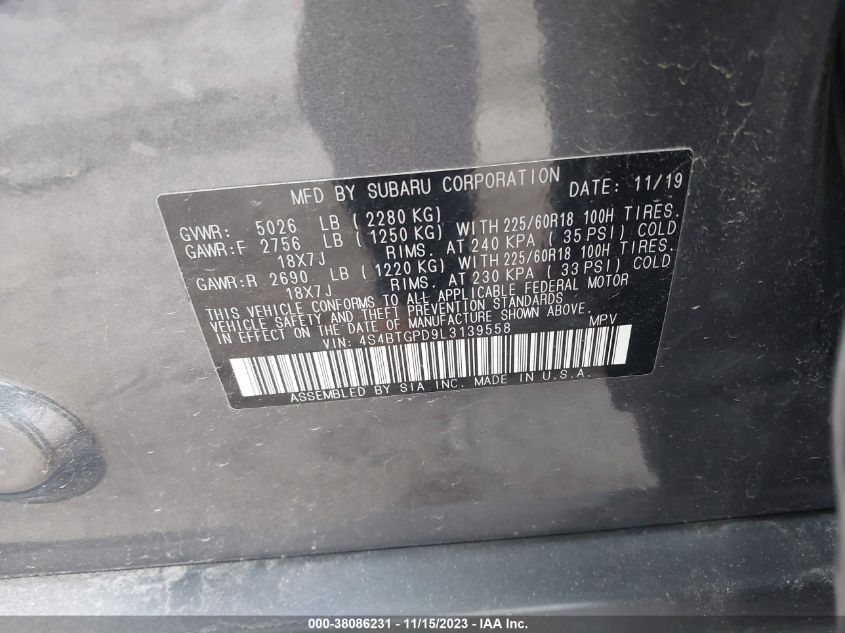 MFD BY SUBARU CORPORATION DATE: 11/19
GVWR: 5026 LB (2280 KG)
GAWR:F 2756 LB (1250 KG) WITH 225/60R18 100H TIRES.
18X7J RIMS. AT 240 KPA (35 PSI) COLD
GAWR:R 2690 LB (1220 KG) WITH 225/60R18 100H TIRES.
18X7J RIMS. AT 230 KPA (33 PSI) COLD
THIS VEHICLE CONFORMS TO ALL APPLICABLE FEDERAL MOTOR
VEHICLE SAFETY AND THEFT PREVENTION STANDARDS
IN EFFECT ON THE DATE OF MANUFACTURE SHOWN ABOVE.
VIN: 4S4BTGPD9L3139558 MPV
ASSEMBLED BY SIA INC. MADE IN U.S.A.
000-38086231 - 11/15/2023 - IAA Inc.